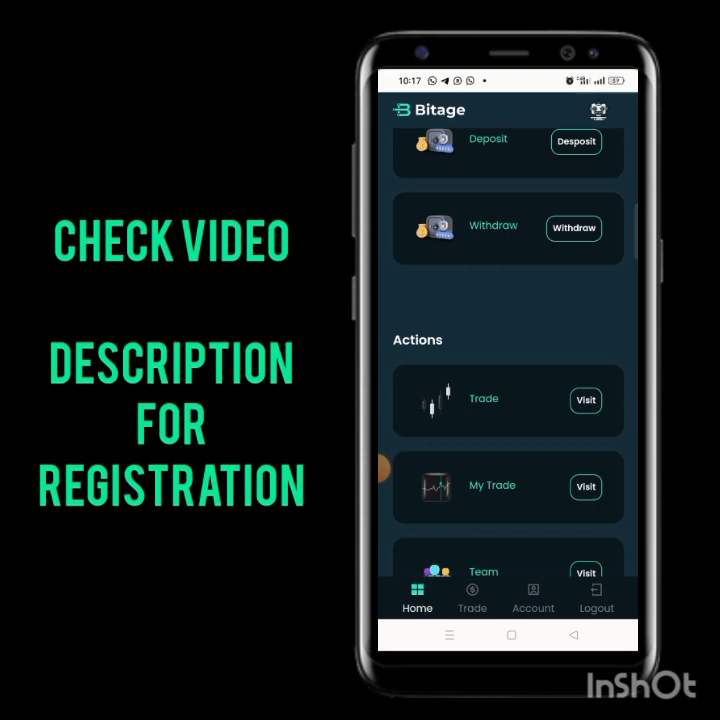 CHECK VIDEO
DESCRIPTION
FOR
REGISTRATION
10:17
89
Bitage
Deposit
Desposit
Withdraw
Withdraw
Actions
Trade
Visit
My Trade
Visit
Team
Visit
Home
Trade
Account
Logout
InShOt